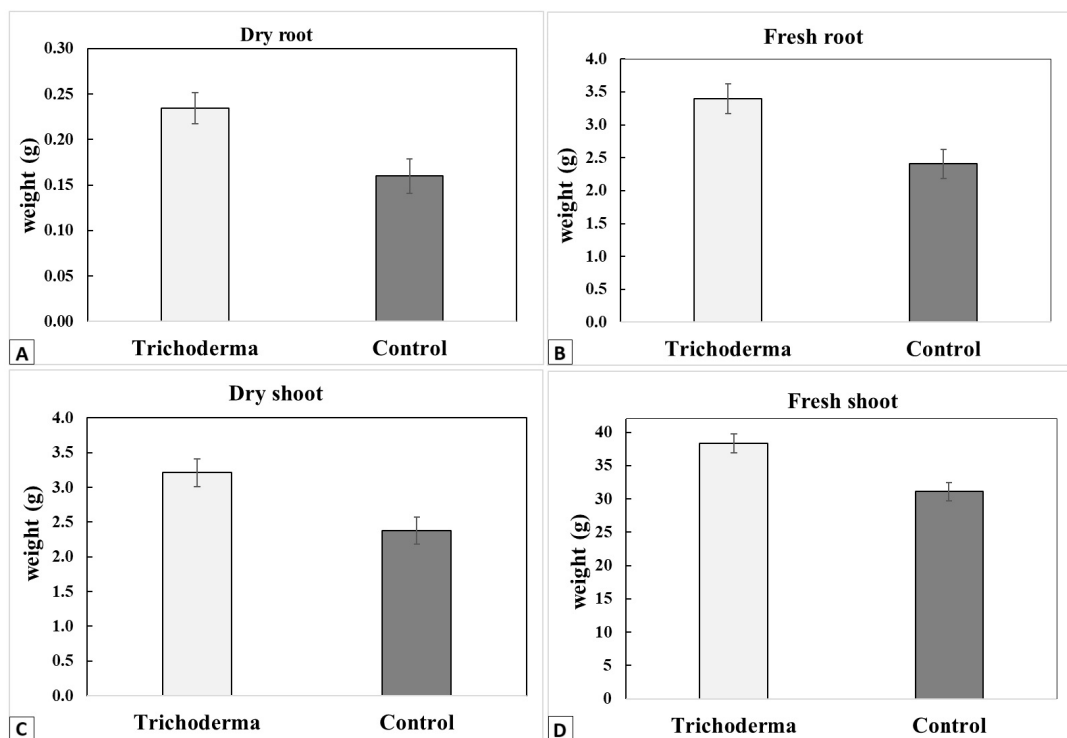 Dry root
weight (g)
0.30
0.25
0.20
0.15
0.10
0.05
0.00
Trichoderma Control
A
Fresh root
weight (g)
4.0
3.5
3.0
2.5
2.0
1.5
1.0
0.5
0.0
Trichoderma Control
B
Dry shoot
weight (g)
4.0
3.5
3.0
2.5
2.0
1.5
1.0
0.5
0.0
Trichoderma Control
C
Fresh shoot
weight (g)
40
35
30
25
20
15
10
5
0
Trichoderma Control
D